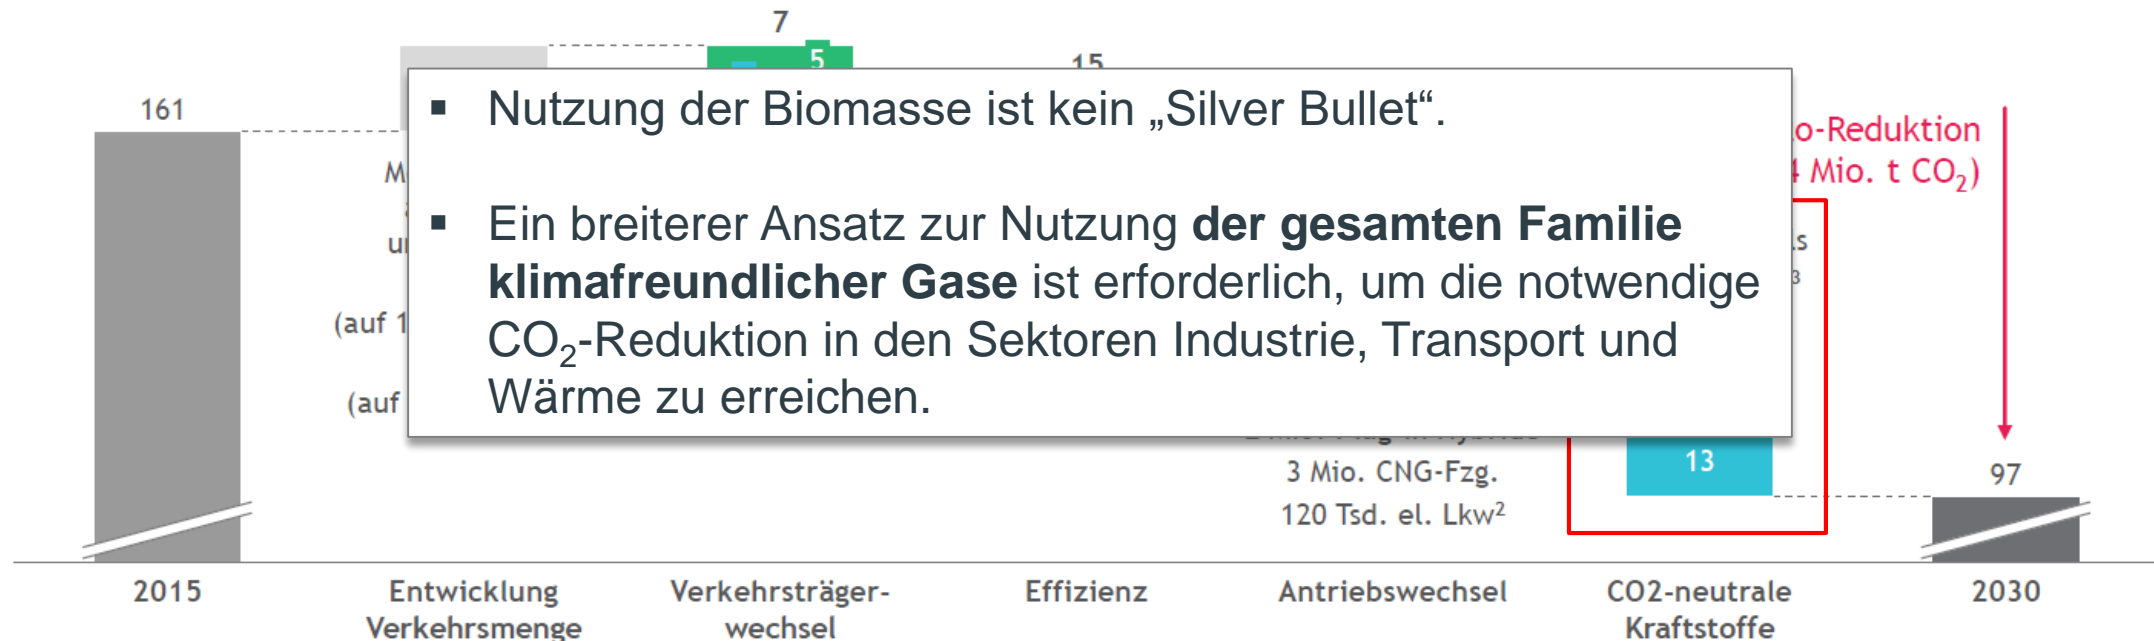 7
5
15
161
▪ Nutzung der Biomasse ist kein „Silver Bullet“.
▪ Ein breiterer Ansatz zur Nutzung der gesamten Familie
klimafreundlicher Gase ist erforderlich, um die notwendige
CO₂-Reduktion in den Sektoren Industrie, Transport und
Wärme zu erreichen.
o-Reduktion
4 Mio. t CO₂)
(auf 1
(auf
3 Mio. CNG-Fzg.
120 Tsd. el. Lkw²
13
97
2015
Entwicklung
Verkehrsmenge
Verkehrsträger-
wechsel
Effizienz
Antriebswechsel
CO2-neutrale
Kraftstoffe
2030